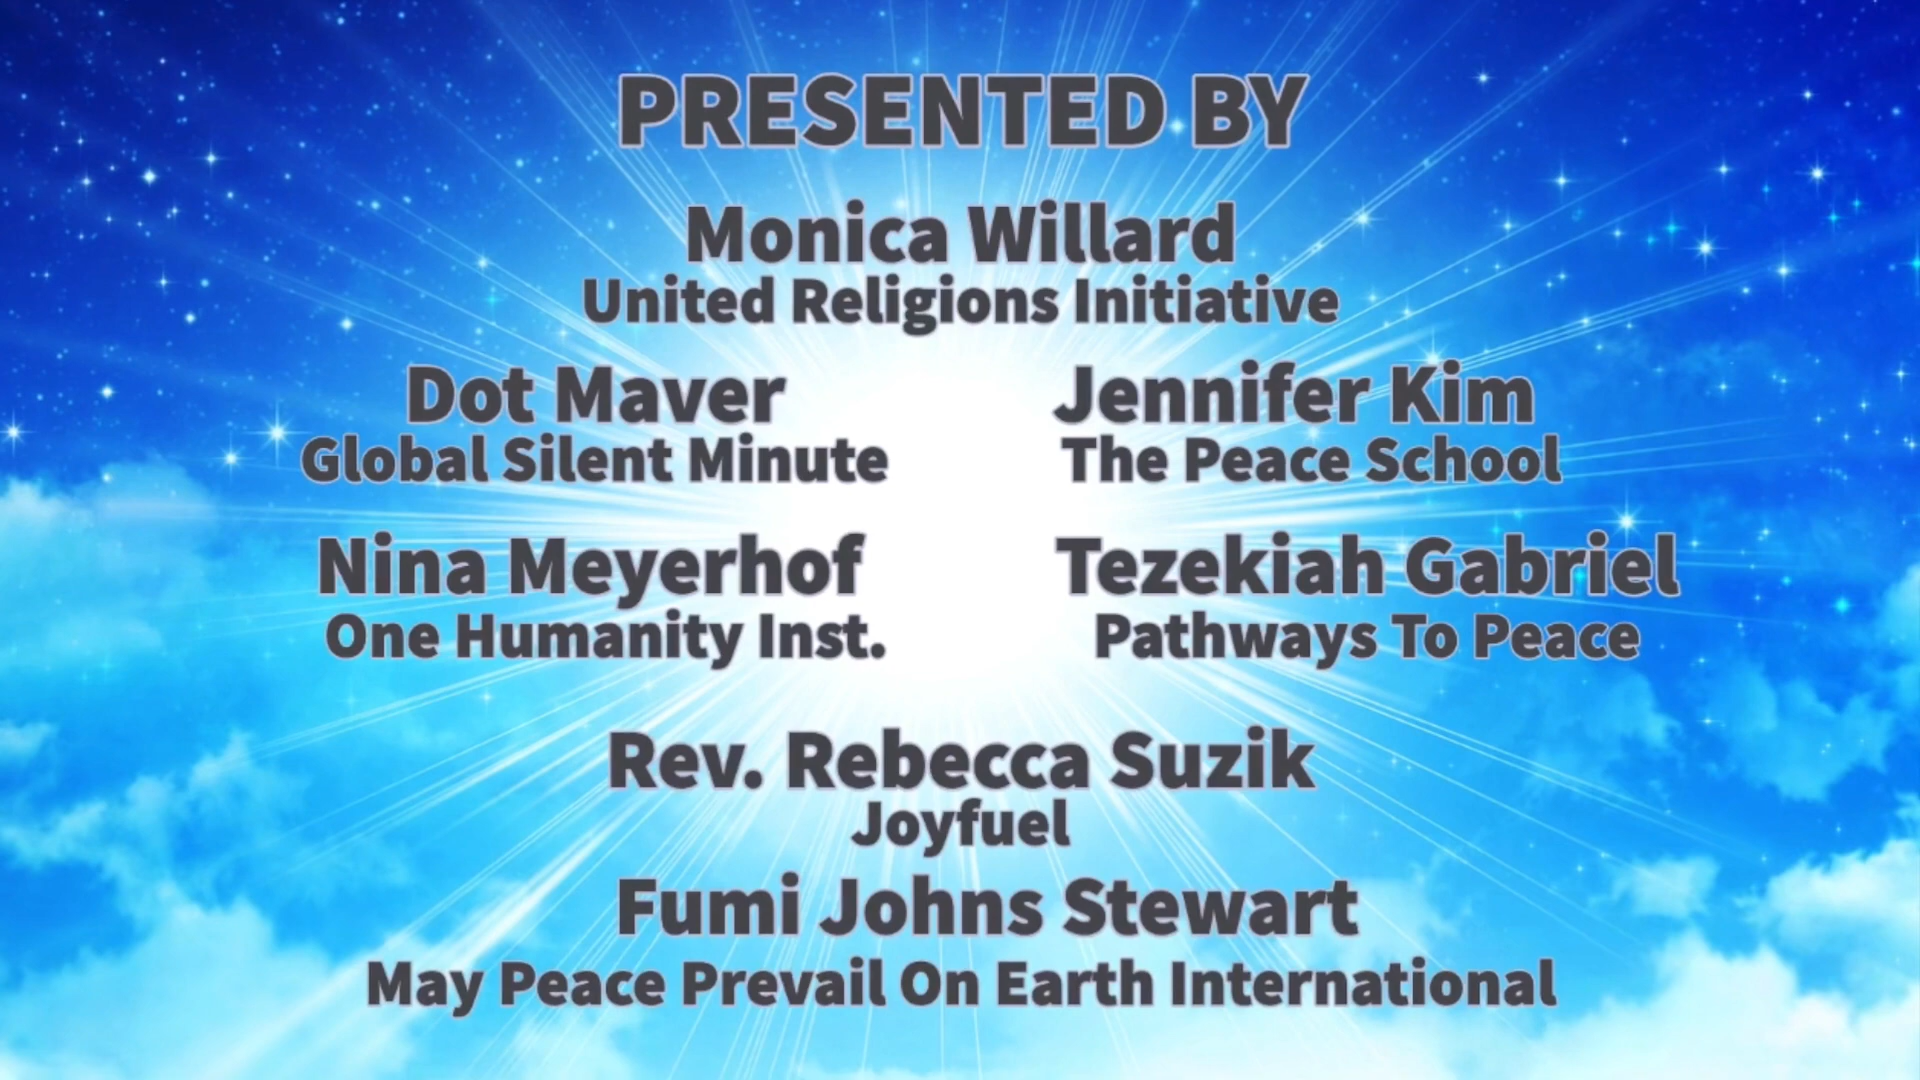 PRESENTED BY
Monica Willard
United Religions Initiative
Dot Maver
Global Silent Minute
Jennifer Kim
The Peace School
Nina Meyerhof
One Humanity Inst.
Tezekiah Gabriel
Pathways To Peace
Rev. Rebecca Suzik
Joyfuel
Fumi Johns Stewart
May Peace Prevail On Earth International